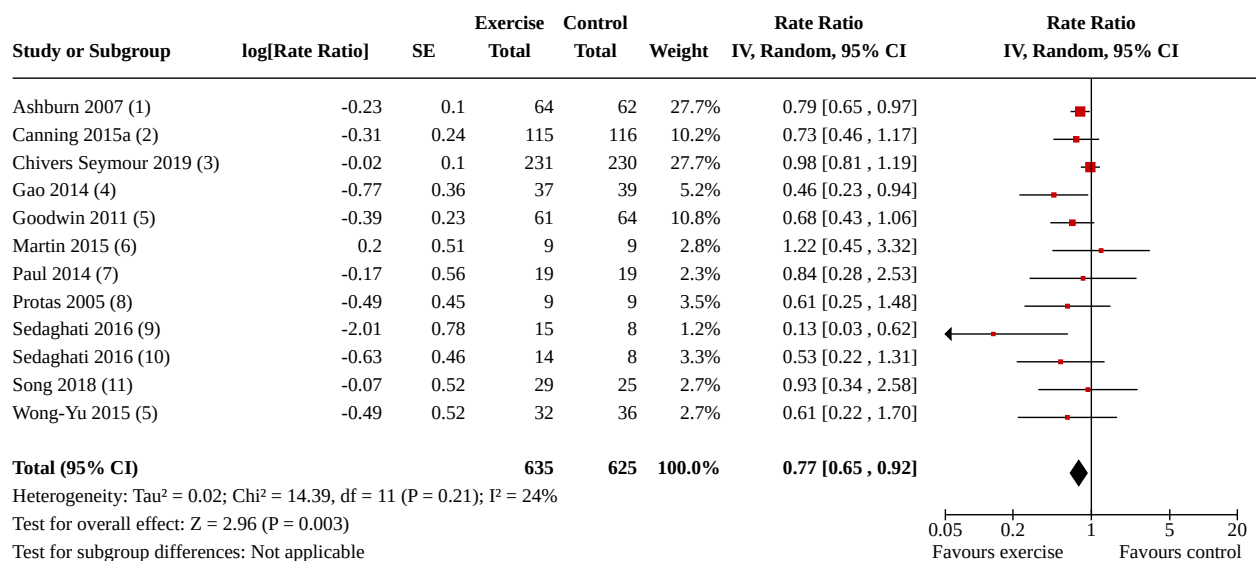 Exercise Control Rate Ratio Rate Ratio
Study or Subgroup log[Rate Ratio] SE Total Total Weight IV, Random, 95% CI IV, Random, 95% CI
Ashburn 2007 (1) -0.23 0.1 64 62 27.7% 0.79 [0.65 , 0.97]
Canning 2015a (2) -0.31 0.24 115 116 10.2% 0.73 [0.46 , 1.17]
Chivers Seymour 2019 (3) -0.02 0.1 231 230 27.7% 0.98 [0.81 , 1.19]
Gao 2014 (4) -0.77 0.36 37 39 5.2% 0.46 [0.23 , 0.94]
Goodwin 2011 (5) -0.39 0.23 61 64 10.8% 0.68 [0.43 , 1.06]
Martin 2015 (6) 0.2 0.51 9 9 2.8% 1.22 [0.45 , 3.32]
Paul 2014 (7) -0.17 0.56 19 19 2.3% 0.84 [0.28 , 2.53]
Protas 2005 (8) -0.49 0.45 9 9 3.5% 0.61 [0.25 , 1.48]
Sedaghati 2016 (9) -2.01 0.78 15 8 1.2% 0.13 [0.03 , 0.62]
Sedaghati 2016 (10) -0.63 0.46 14 8 3.3% 0.53 [0.22 , 1.31]
Song 2018 (11) -0.07 0.52 29 25 2.7% 0.93 [0.34 , 2.58]
Wong-Yu 2015 (5) -0.49 0.52 32 36 2.7% 0.61 [0.22 , 1.70]
Total (95% CI) 635 625 100.0% 0.77 [0.65 , 0.92]
Heterogeneity: Tau² = 0.02; Chi² = 14.39, df = 11 (P = 0.21); I² = 24%
Test for overall effect: Z = 2.96 (P = 0.003)
Test for subgroup differences: Not applicable
0.05 0.2 1 5 20
Favours exercise Favours control